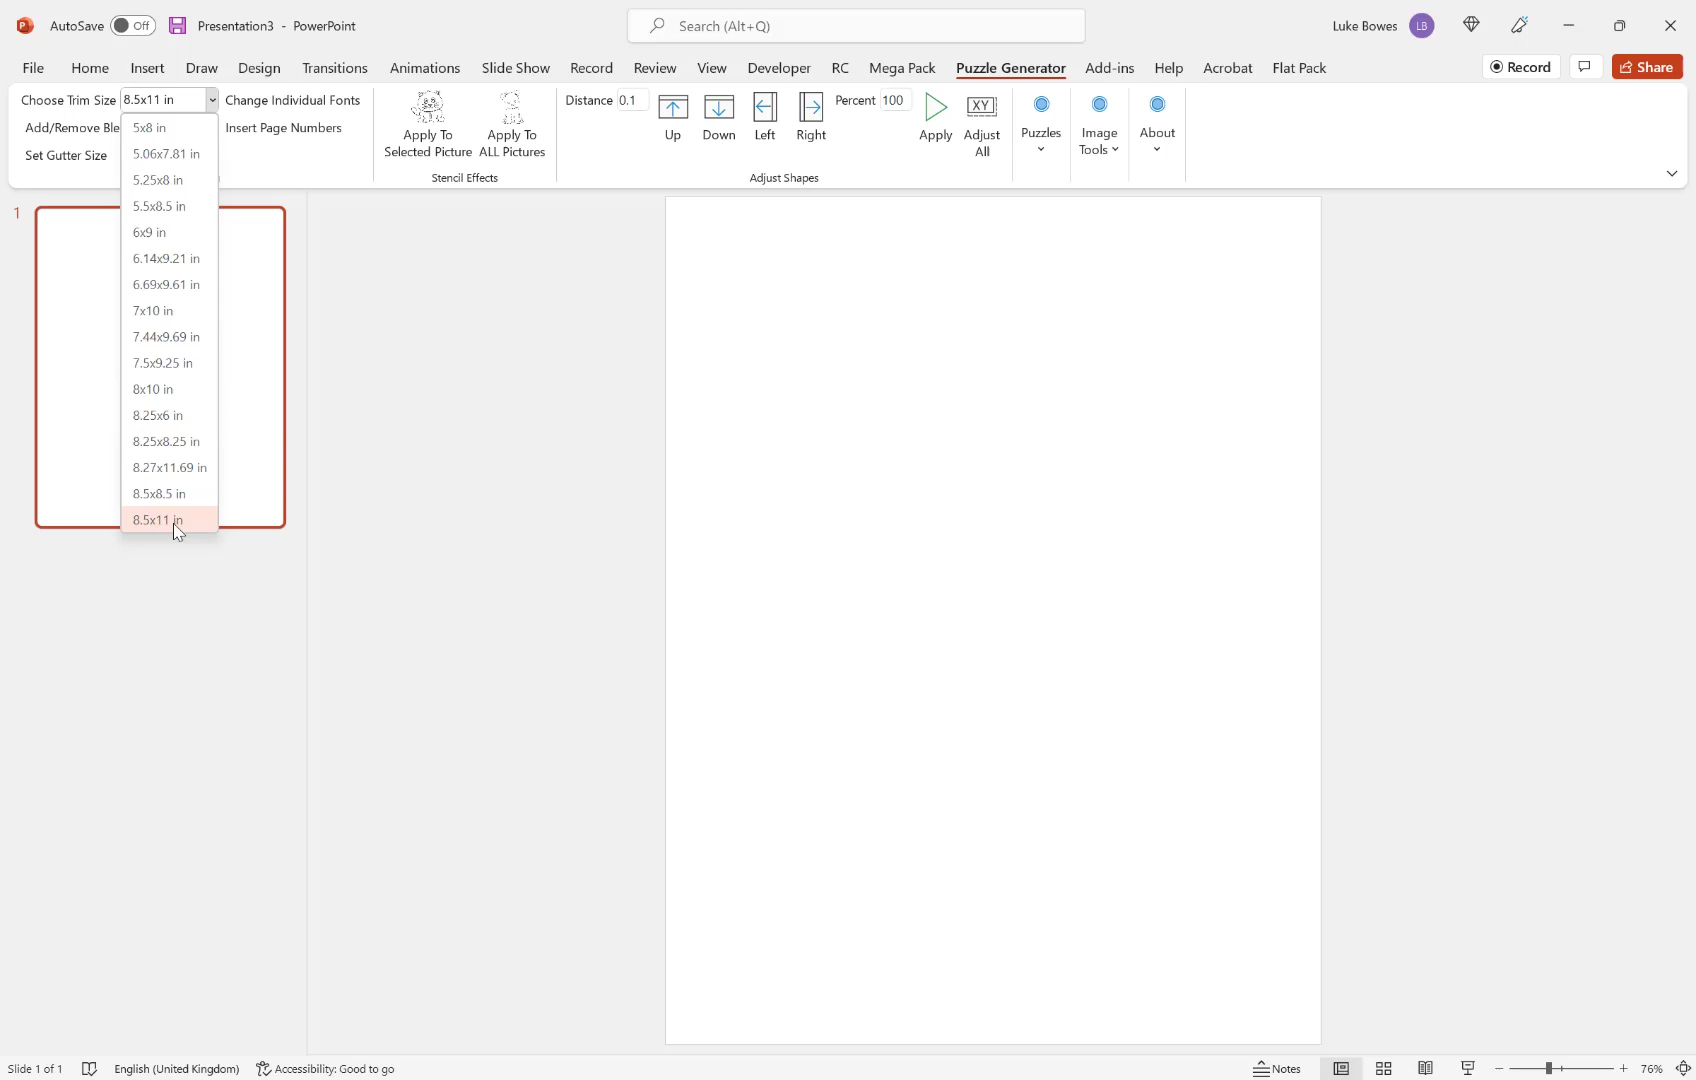 AutoSave Off Presentation3 - PowerPoint
Search (Alt+Q)
Luke Bowes LB
File Home Insert Draw Design Transitions Animations Slide Show Record Review View Developer RC Mega Pack Puzzle Generator Add-ins Help Acrobat Flat Pack
Record Share
Choose Trim Size 8.5x11 in
Add/Remove Ble
Set Gutter Size
Change Individual Fonts
Insert Page Numbers
Apply To
Selected Picture
Apply To
ALL Pictures
Stencil Effects
Distance 0.1
Up Down Left Right
Percent 100
Apply
Adjust
All
XY
Adjust Shapes
Puzzles
Image
Tools
About
5x8 in
5.06x7.81 in
5.25x8 in
5.5x8.5 in
6x9 in
6.14x9.21 in
6.69x9.61 in
7x10 in
7.44x9.69 in
7.5x9.25 in
8x10 in
8.25x6 in
8.25x8.25 in
8.27x11.69 in
8.5x8.5 in
8.5x11 in
1
Slide 1 of 1 English (United Kingdom) Accessibility: Good to go
Notes 76%